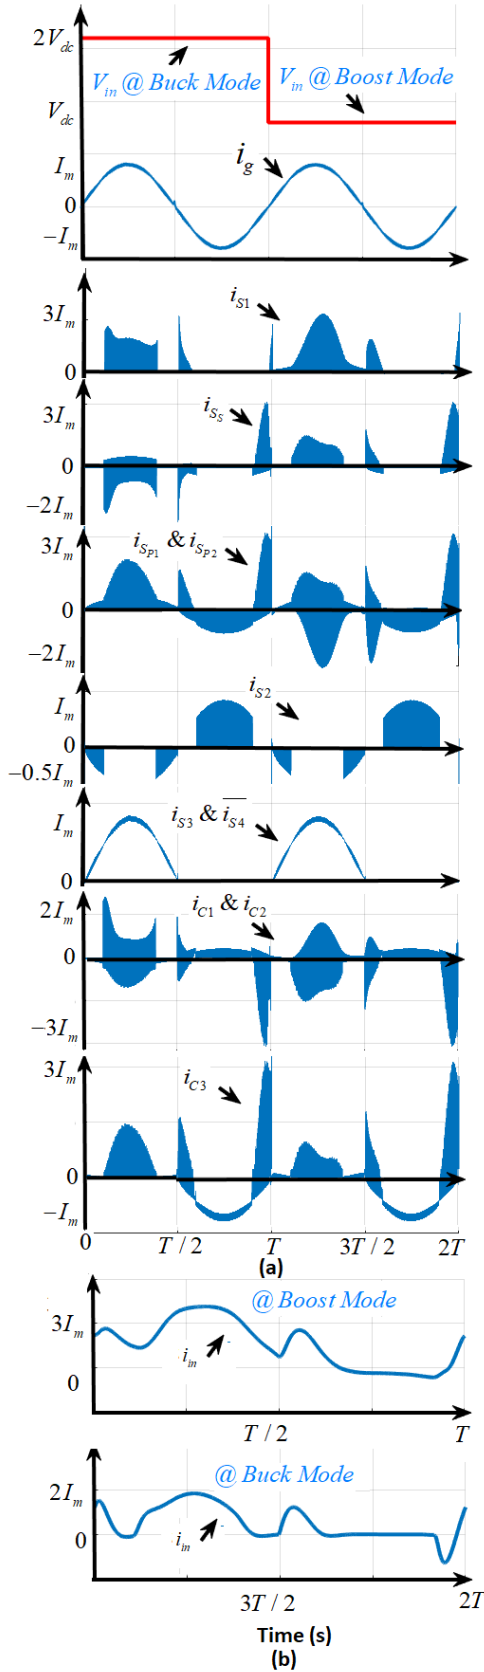 2V_dc
V_in @ Buck Mode
V_in @ Boost Mode
V_dc
I_m
i_g
0
−I_m
i_S1
3I_m
0
i_Ss
3I_m
0
−2I_m
i_SP1 & i_SP2
3I_m
0
−2I_m
i_S2
I_m
0
−0.5I_m
i_S3 & i_S4
I_m
0
i_C1 & i_C2
2I_m
0
−3I_m
i_C3
3I_m
0
−I_m
0 T / 2 T 3T / 2 2T
(a)
@ Boost Mode
3I_m
i_in
0
T / 2 T
@ Buck Mode
2I_m
i_in
0
3T / 2 2T
Time (s)
(b)